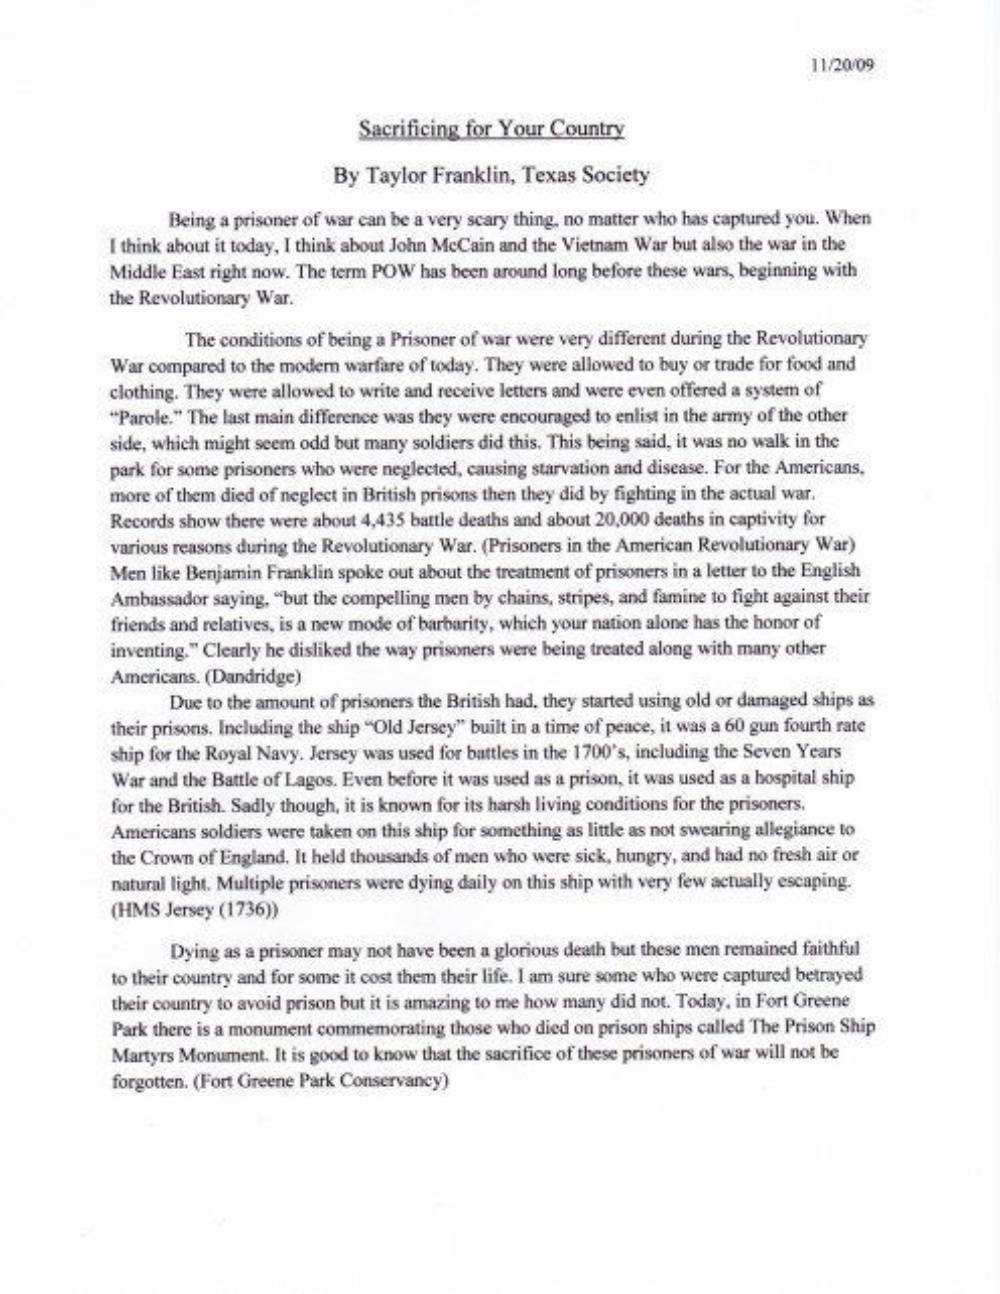 11/20/09
Sacrificing for Your Country
By Taylor Franklin, Texas Society
Being a prisoner of war can be a very scary thing, no matter who has captured you. When
I think about it today, I think about John McCain and the Vietnam War but also the war in the
Middle East right now. The term POW has been around long before these wars, beginning with
the Revolutionary War.
The conditions of being a Prisoner of war were very different during the Revolutionary
War compared to the modern warfare of today. They were allowed to buy or trade for food and
clothing. They were allowed to write and receive letters and were even offered a system of
“Parole.” The last main difference was they were encouraged to enlist in the army of the other
side, which might seem odd but many soldiers did this. This being said, it was no walk in the
park for some prisoners who were neglected, causing starvation and disease. For the Americans,
more of them died of neglect in British prisons then they did by fighting in the actual war.
Records show there were about 4,435 battle deaths and about 20,000 deaths in captivity for
various reasons during the Revolutionary War. (Prisoners in the American Revolutionary War)
Men like Benjamin Franklin spoke out about the treatment of prisoners in a letter to the English
Ambassador saying, “but the compelling men by chains, stripes, and famine to fight against their
friends and relatives, is a new mode of barbarity, which your nation alone has the honor of
inventing.” Clearly he disliked the way prisoners were being treated along with many other
Americans. (Dandridge)
Due to the amount of prisoners the British had, they started using old or damaged ships as
their prisons. Including the ship “Old Jersey” built in a time of peace, it was a 60 gun fourth rate
ship for the Royal Navy. Jersey was used for battles in the 1700’s, including the Seven Years
War and the Battle of Lagos. Even before it was used as a prison, it was used as a hospital ship
for the British. Sadly though, it is known for its harsh living conditions for the prisoners.
Americans soldiers were taken on this ship for something as little as not swearing allegiance to
the Crown of England. It held thousands of men who were sick, hungry, and had no fresh air or
natural light. Multiple prisoners were dying daily on this ship with very few actually escaping.
(HMS Jersey (1736))
Dying as a prisoner may not have been a glorious death but these men remained faithful
to their country and for some it cost them their life. I am sure some who were captured betrayed
their country to avoid prison but it is amazing to me how many did not. Today, in Fort Greene
Park there is a monument commemorating those who died on prison ships called The Prison Ship
Martyrs Monument. It is good to know that the sacrifice of these prisoners of war will not be
forgotten. (Fort Greene Park Conservancy)